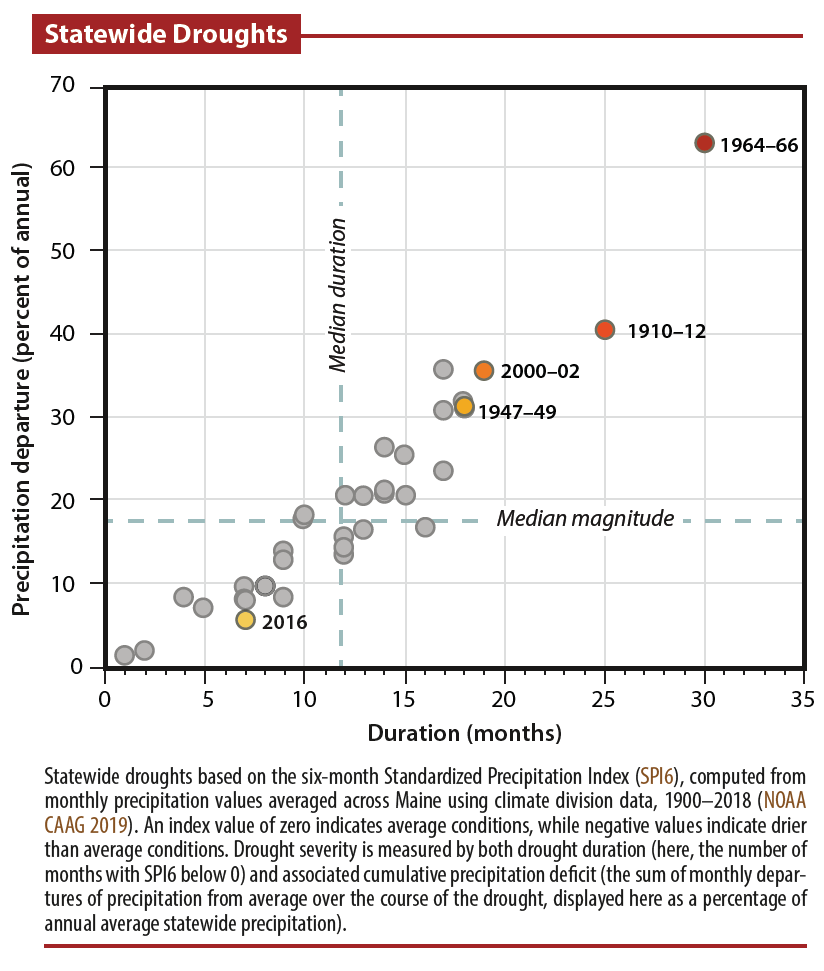 Statewide Droughts
70
60
50
40
30
20
10
0
Precipitation departure (percent of annual)
Median duration
1964–66
1910–12
2000–02
1947–49
Median magnitude
2016
0
5
10
15
20
25
30
35
Duration (months)
Statewide droughts based on the six-month Standardized Precipitation Index (SPI6), computed from
monthly precipitation values averaged across Maine using climate division data, 1900–2018 (NOAA
CAAG 2019). An index value of zero indicates average conditions, while negative values indicate drier
than average conditions. Drought severity is measured by both drought duration (here, the number of
months with SPI6 below 0) and associated cumulative precipitation deficit (the sum of monthly depar-
tures of precipitation from average over the course of the drought, displayed here as a percentage of
annual average statewide precipitation).